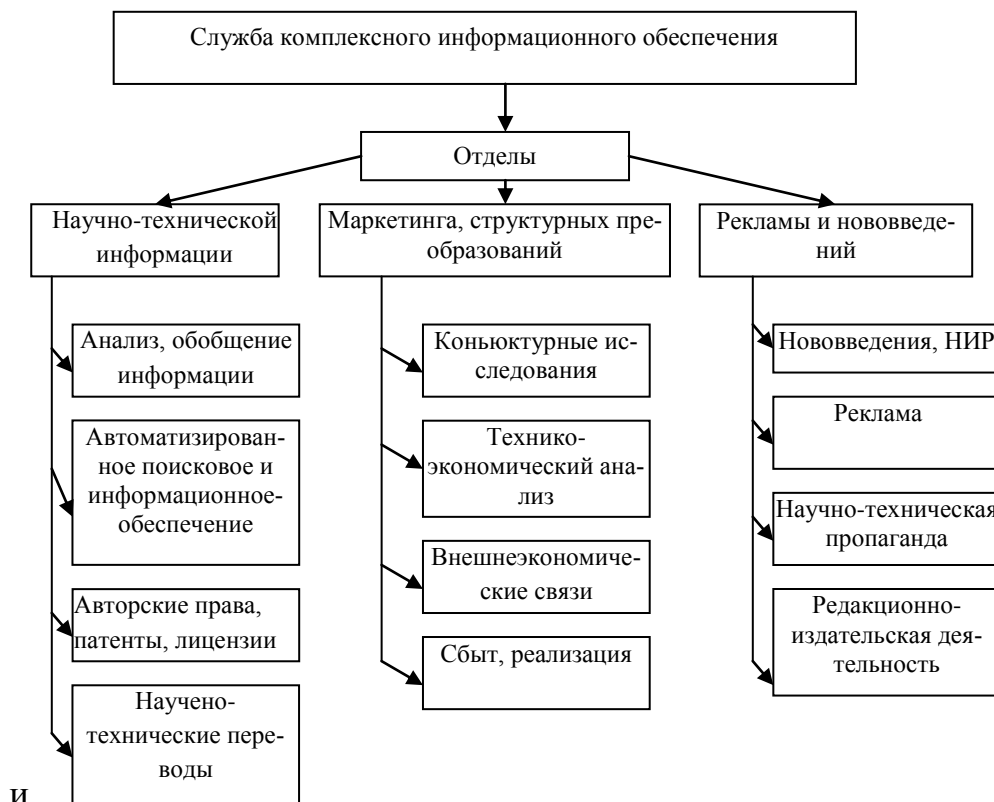 Служба комплексного информационного обеспечения
Отделы
Научно-технической
информации
Маркетинга, структурных пре-
образований
Рекламы и нововведе-
ний
Анализ, обобщение
информации
Автоматизирован-
ное поисковое и
информационное-
обеспечение
Авторские права,
патенты, лицензии
Научено-
технические пере-
воды
Коньюктурные ис-
следования
Технико-
экономический ана-
лиз
Внешнеэкономиче-
ские связи
Сбыт, реализация
Нововведения, НИР
Реклама
Научно-техническая
пропаганда
Редакционно-
издательская дея-
тельность
и